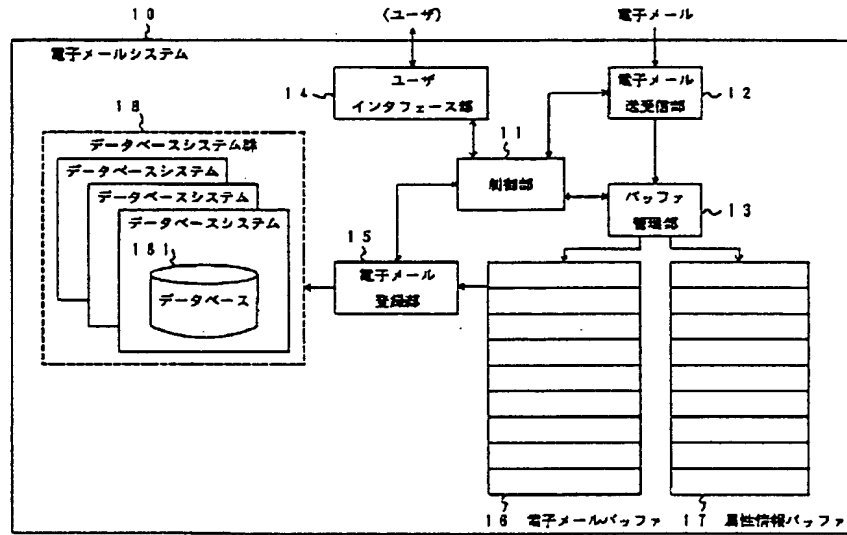 10
〈ユーザ〉
電子メール
電子メールシステム
14
ユーザ
インタフェース部
電子メール
送受信部
12
18
データベースシステム群
データベースシステム
データベースシステム
データベースシステム
181
データベース
11
制御部
バッファ
管理部
13
15
電子メール
登録部
16 電子メールバッファ
17 属性情報バッファ